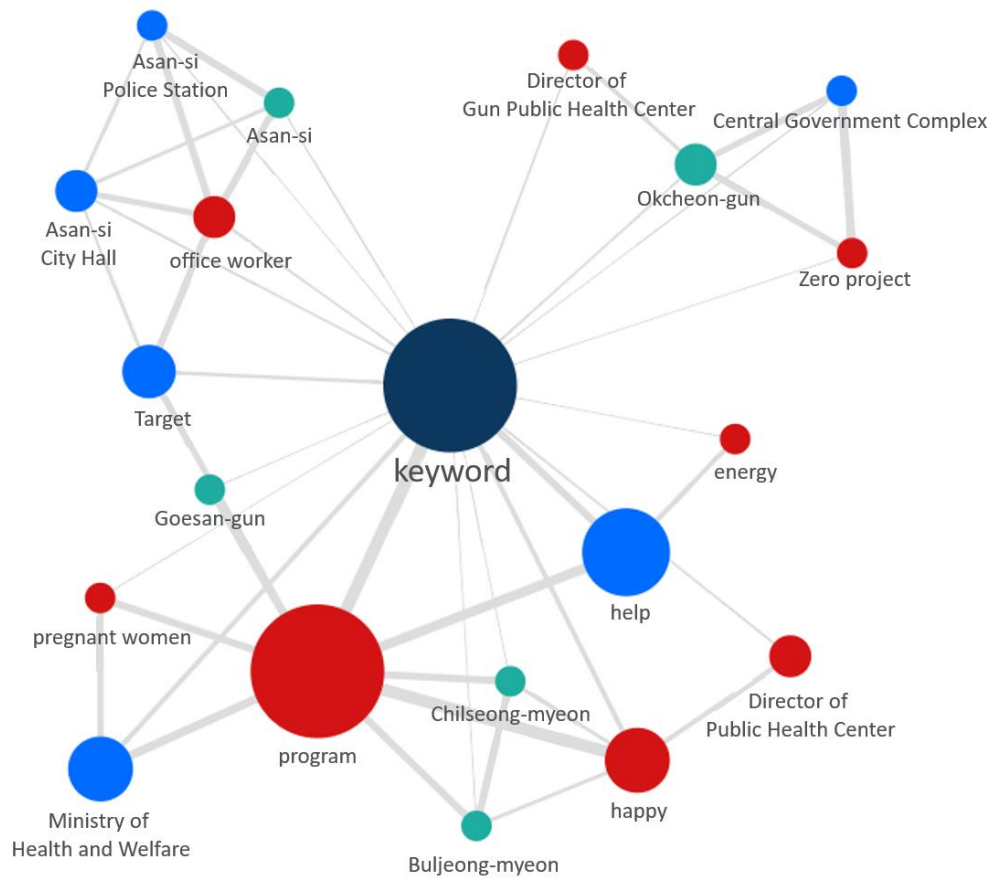 Asan-si
Police Station
Asan-si
Asan-si
City Hall
office worker
Target
Director of
Gun Public Health Center
Central Government Complex
Okcheon-gun
Zero project
keyword
energy
Goesan-gun
help
pregnant women
program
Chilseong-myeon
Director of
Public Health Center
happy
Ministry of
Health and Welfare
Buljeong-myeon